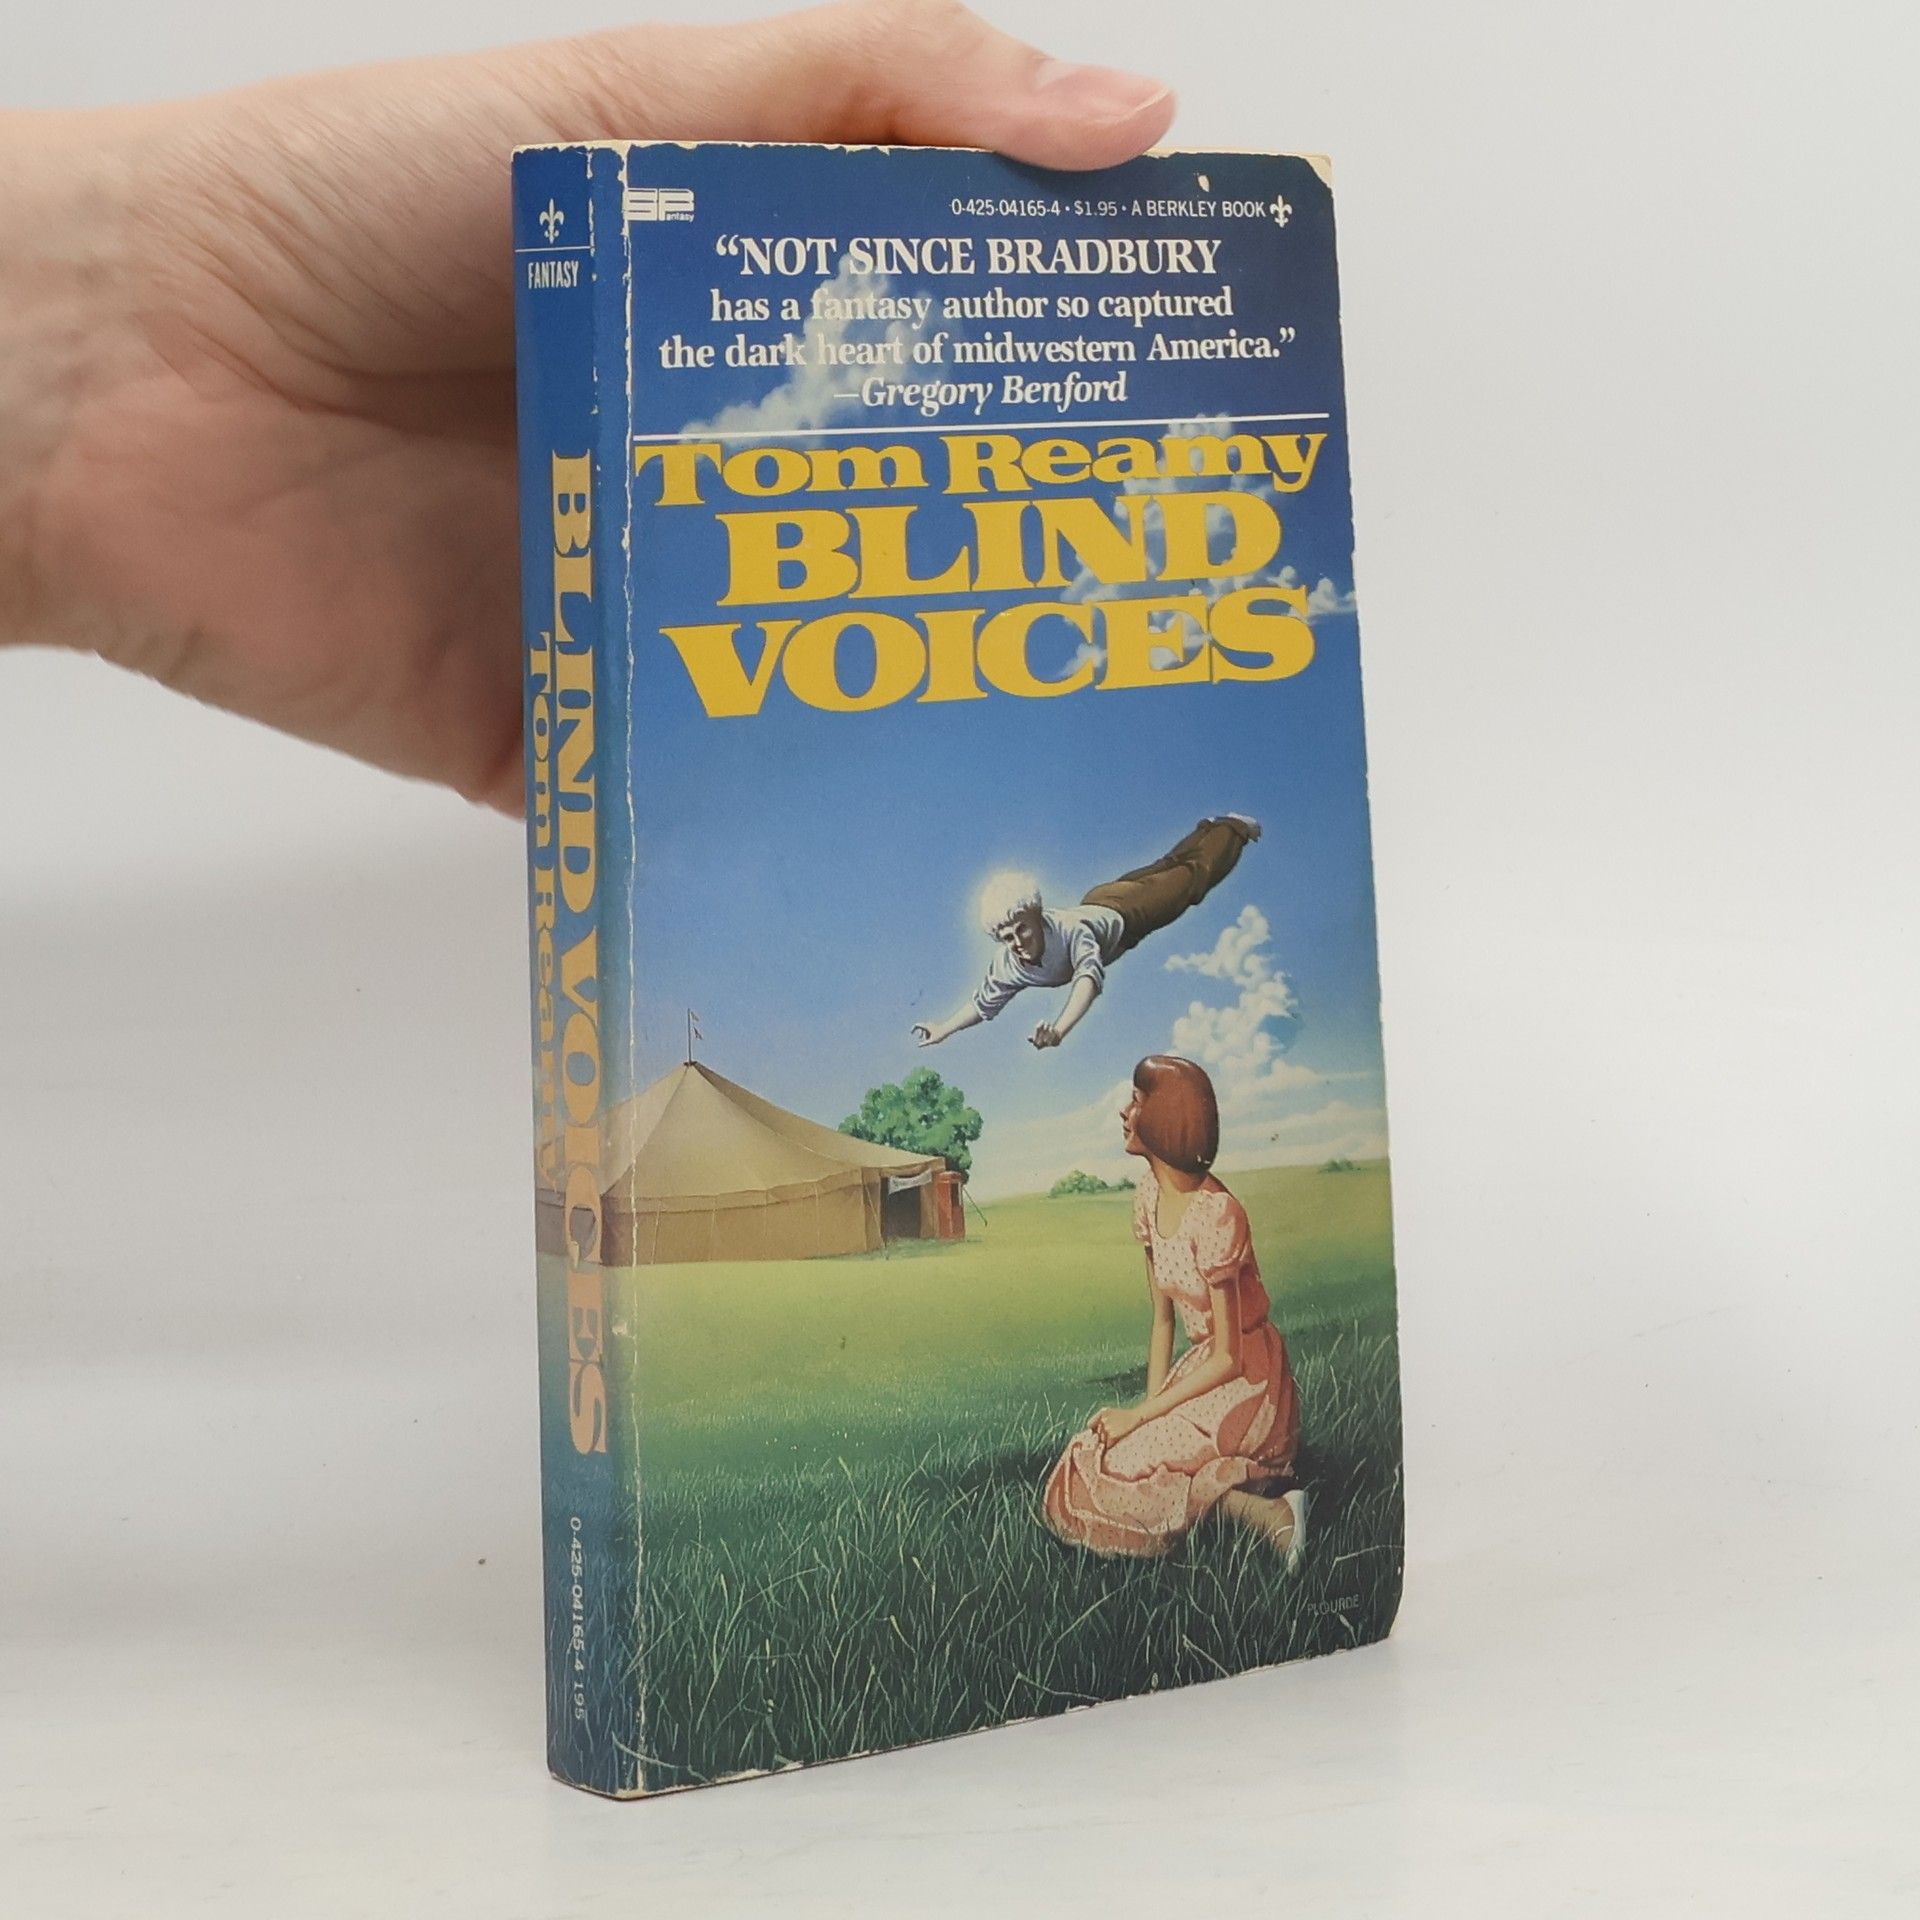 FANTASY
BLIND VOICES
Tom Reamy
0-425-04165-4 195
SF
Fantasy
0-425-04165-4 • $1.95 • A BERKLEY BOOK
“NOT SINCE BRADBURY
has a fantasy author so captured
the dark heart of midwestern America.”
—Gregory Benford
Tom Reamy
BLIND
VOICES
PLOURDE